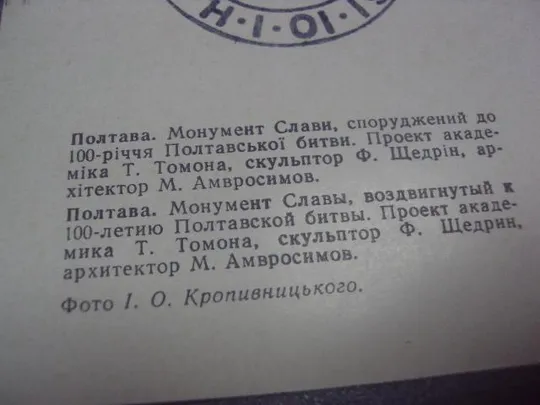 Н·І·ОІ·І
Полтава. Монумент Слави, споруджений до
100-річчя Полтавської битви. Проект акаде-
міка Т. Томона, скульптор Ф. Щедрін, ар-
хітектор М. Амвросимов.
Полтава. Монумент Славы, воздвигнутый к
100-летию Полтавской битвы. Проект акаде-
мика Т. Томона, скульптор Ф. Щедрин,
архитектор М. Амвросимов.
Фото І. О. Кропивницького.